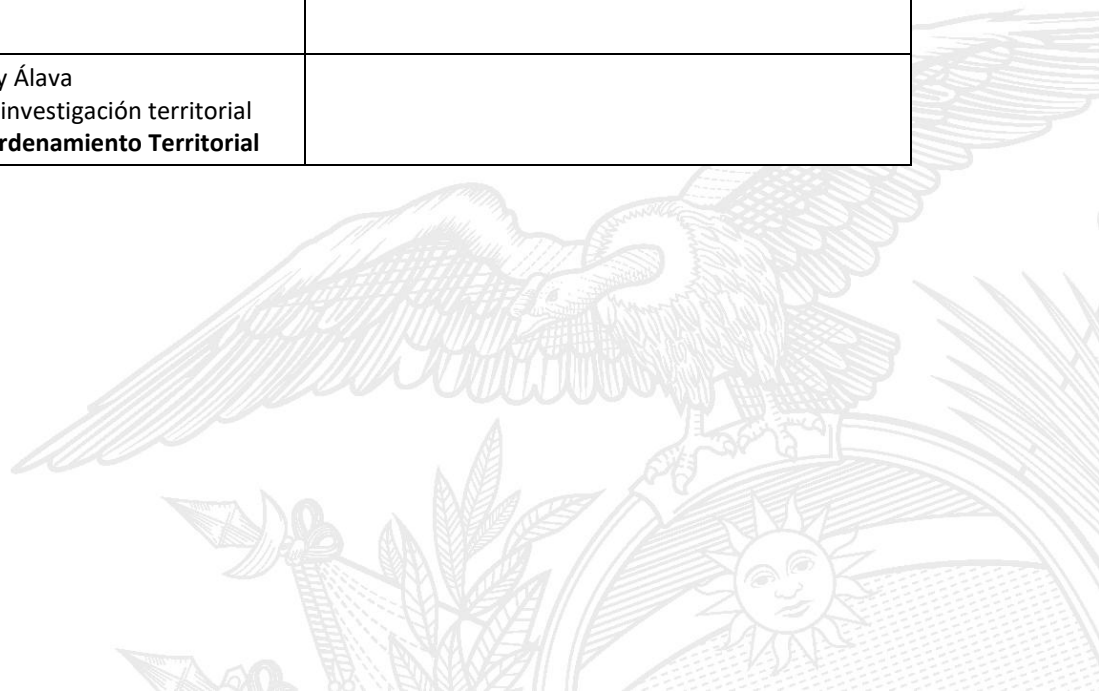 y Álava
investigación territorial
rdenamiento Territorial